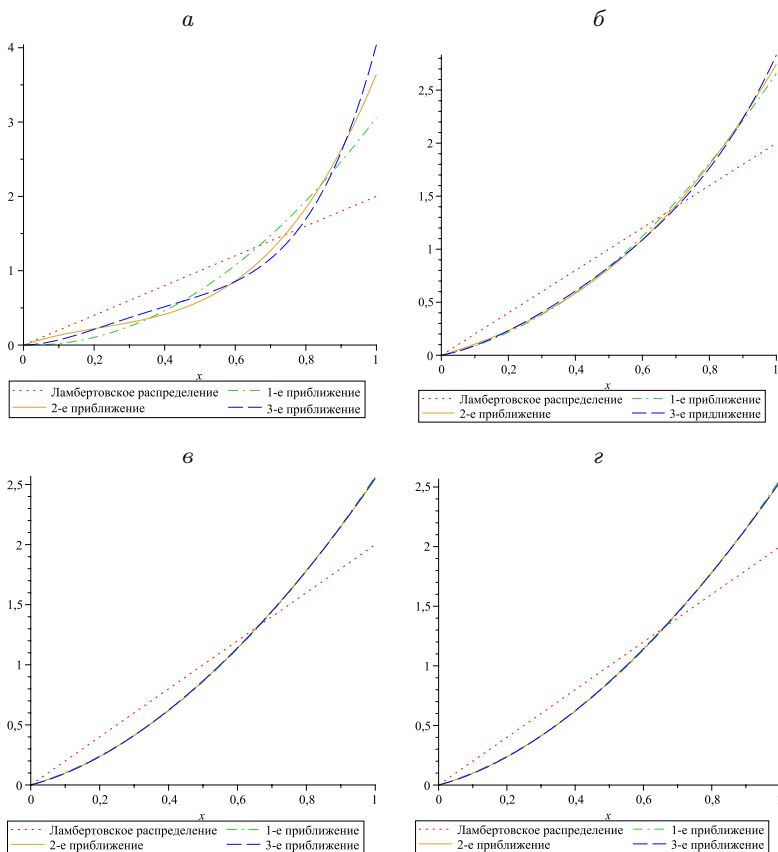 а б
4
3
2
1
0
0 0,2 0,4 0,6 0,8 1
x
Ламбертовское распределение 1-е приближение
2-е приближение 3-е приближение
2,5
2
1,5
1
0,5
0
0 0,2 0,4 0,6 0,8 1
x
Ламбертовское распределение 1-е приближение
2-е приближение 3-е придлижение
в г
2,5
2
1,5
1
0,5
0
0 0,2 0,4 0,6 0,8 1
x
Ламбертовское распределение 1-е приближение
2-е приближение 3-е приближение
2,5
2
1,5
1
0,5
0
0 0,2 0,4 0,6 0,8 1
x
Ламбертовское распределение 1-е приближение
2-е приближение 3-е приближение